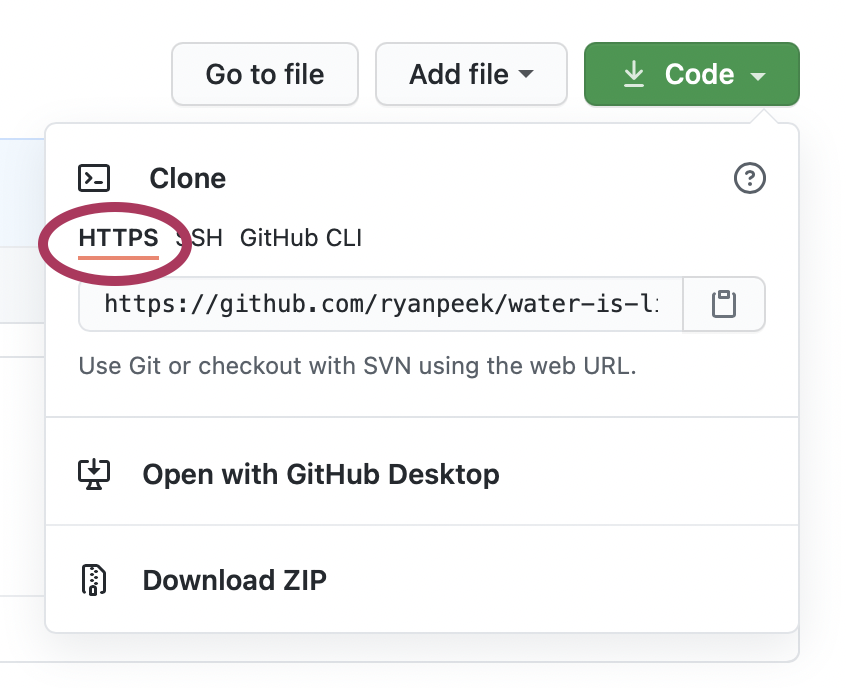 Go to file
Add file
Code
Clone
HTTPS SSH GitHub CLI
https://github.com/ryanpeek/water-is-li
Use Git or checkout with SVN using the web URL.
Open with GitHub Desktop
Download ZIP